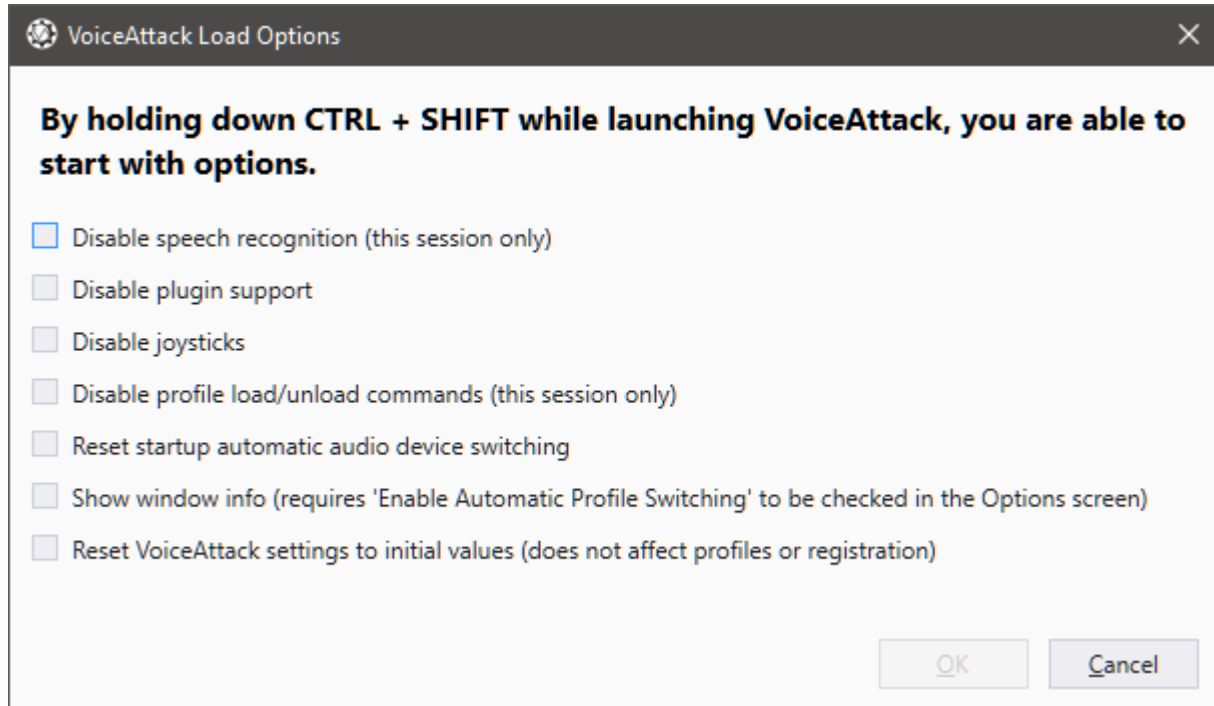 VoiceAttack Load Options
By holding down CTRL + SHIFT while launching VoiceAttack, you are able to
start with options.
Disable speech recognition (this session only)
Disable plugin support
Disable joysticks
Disable profile load/unload commands (this session only)
Reset startup automatic audio device switching
Show window info (requires 'Enable Automatic Profile Switching' to be checked in the Options screen)
Reset VoiceAttack settings to initial values (does not affect profiles or registration)
OK Cancel